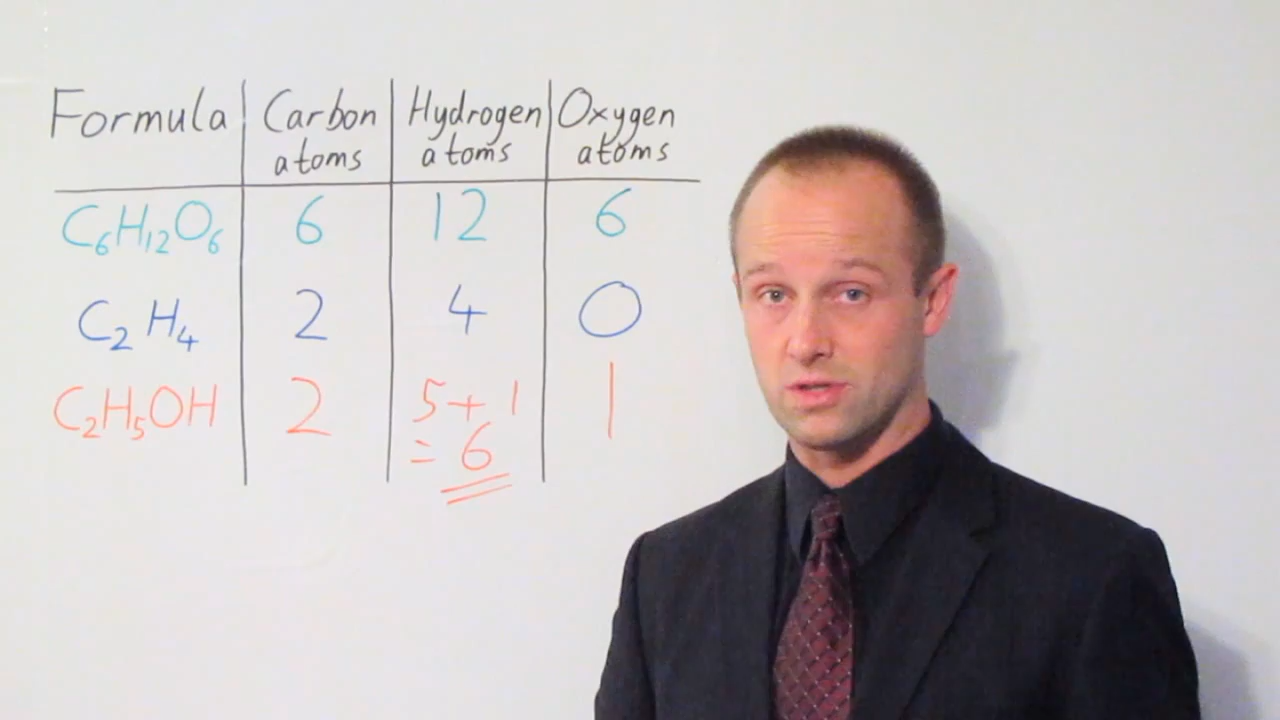 Formula Carbon atoms Hydrogen atoms Oxygen atoms
C₆H₁₂O₆ 6 12 6
C₂H₄ 2 4 0
C₂H₅OH 2 5 + 1 1
= 6